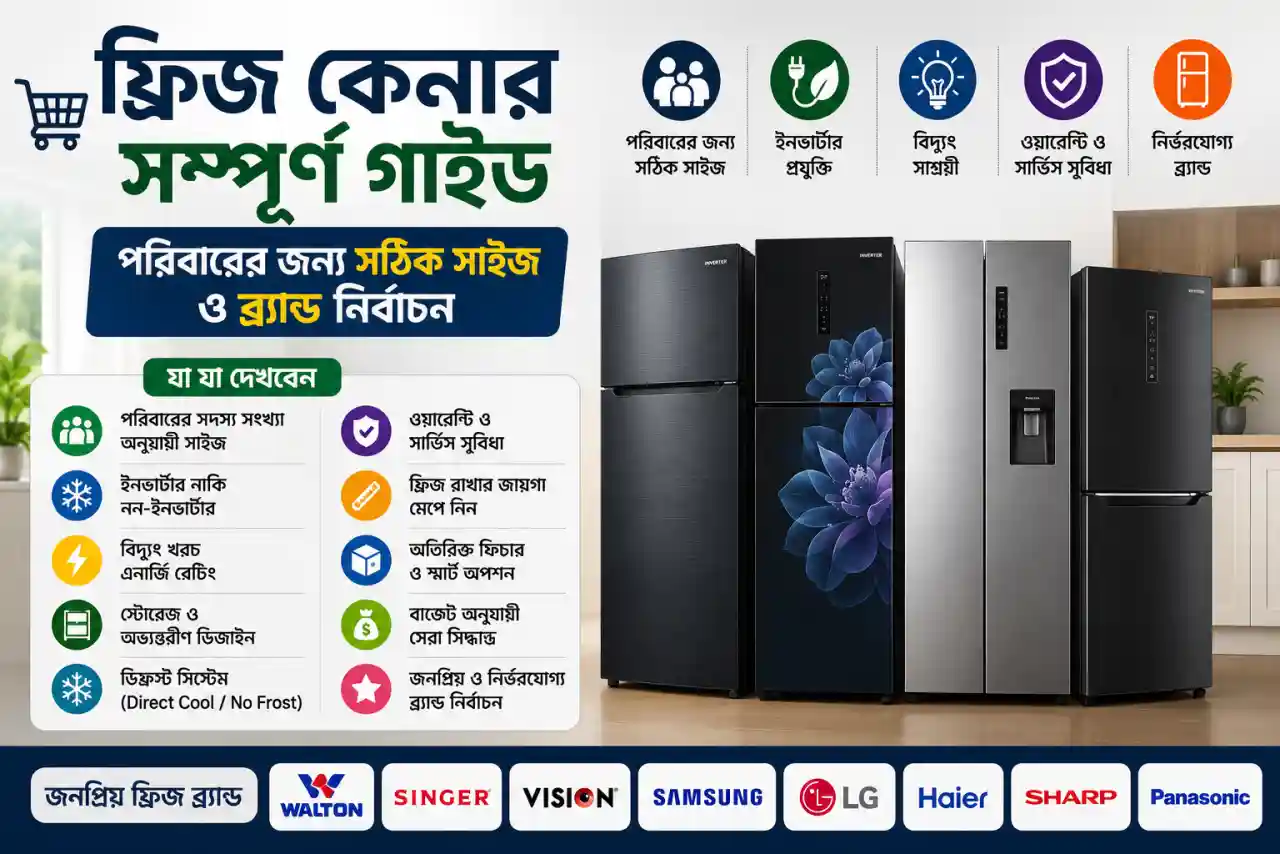 ফ্রিজ কেনার
সম্পূর্ণ গাইড
পরিবারের জন্য সঠিক সাইজ
ও ব্র্যান্ড নির্বাচন
পরিবারের জন্য
সঠিক সাইজ
ইনভার্টার
প্রযুক্তি
বিদ্যুৎ
সাশ্রয়ী
ওয়ারেন্টি ও
সার্ভিস সুবিধা
নির্ভরযোগ্য
ব্র্যান্ড
যা যা দেখবেন
পরিবারের সদস্য সংখ্যা
অনুযায়ী সাইজ
ইনভার্টার নাকি
নন-ইনভার্টার
বিদ্যুৎ খরচ
এনার্জি রেটিং
স্টোরেজ ও
অভ্যন্তরীণ ডিজাইন
ডিফ্রস্ট সিস্টেম
(Direct Cool / No Frost)
ওয়ারেন্টি ও
সার্ভিস সুবিধা
ফ্রিজ রাখার জায়গা
মেপে নিন
অতিরিক্ত ফিচার
ও স্মার্ট অপশন
বাজেট অনুযায়ী
সেরা সিদ্ধান্ত
জনপ্রিয় ও নির্ভরযোগ্য
ব্র্যান্ড নির্বাচন
INVERTER
INVERTER
জনপ্রিয় ফ্রিজ ব্র্যান্ড
WALTON
SINGER
VISION
SAMSUNG
LG
Haier
SHARP
Panasonic